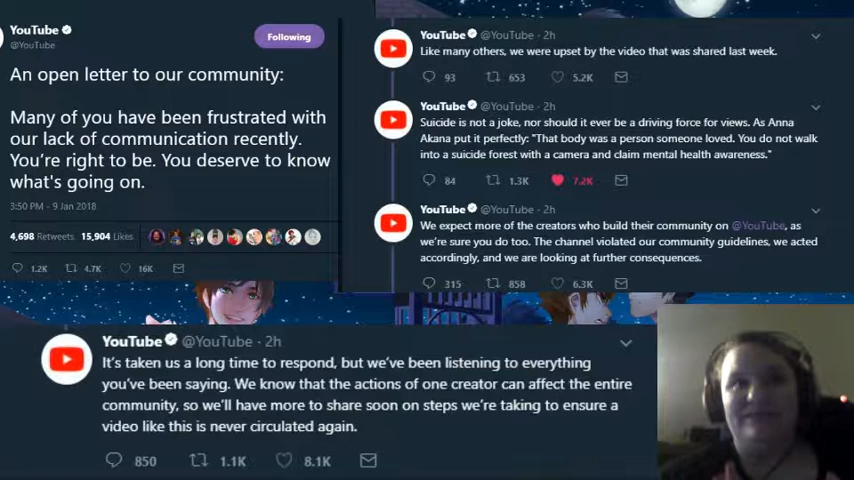 YouTube
@YouTube
Following
An open letter to our community:
Many of you have been frustrated with
our lack of communication recently.
You're right to be. You deserve to know
what's going on.
3:50 PM - 9 Jan 2018
4,698 Retweets 15,904 Likes
1.2K 4.7K 16K
YouTube @YouTube · 2h
Like many others, we were upset by the video that was shared last week.
93 653 5.2K
YouTube @YouTube · 2h
Suicide is not a joke, nor should it ever be a driving force for views. As Anna
Akana put it perfectly: "That body was a person someone loved. You do not walk
into a suicide forest with a camera and claim mental health awareness."
84 1.3K 7.2K
YouTube @YouTube · 2h
We expect more of the creators who build their community on @YouTube, as
we're sure you do too. The channel violated our community guidelines, we acted
accordingly, and we are looking at further consequences.
315 858 6.3K
YouTube @YouTube · 2h
It's taken us a long time to respond, but we've been listening to everything
you've been saying. We know that the actions of one creator can affect the entire
community, so we'll have more to share soon on steps we're taking to ensure a
video like this is never circulated again.
850 1.1K 8.1K